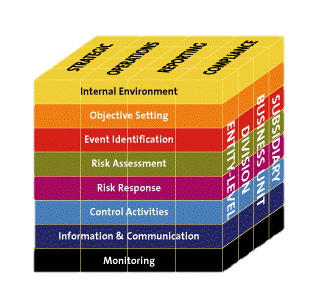 STRATEGIC
OPERATIONS
REPORTING
COMPLIANCE
Internal Environment
Objective Setting
Event Identification
Risk Assessment
Risk Response
Control Activities
Information & Communication
Monitoring
ENTITY-LEVEL
DIVISION
BUSINESS UNIT
SUBSIDIARY